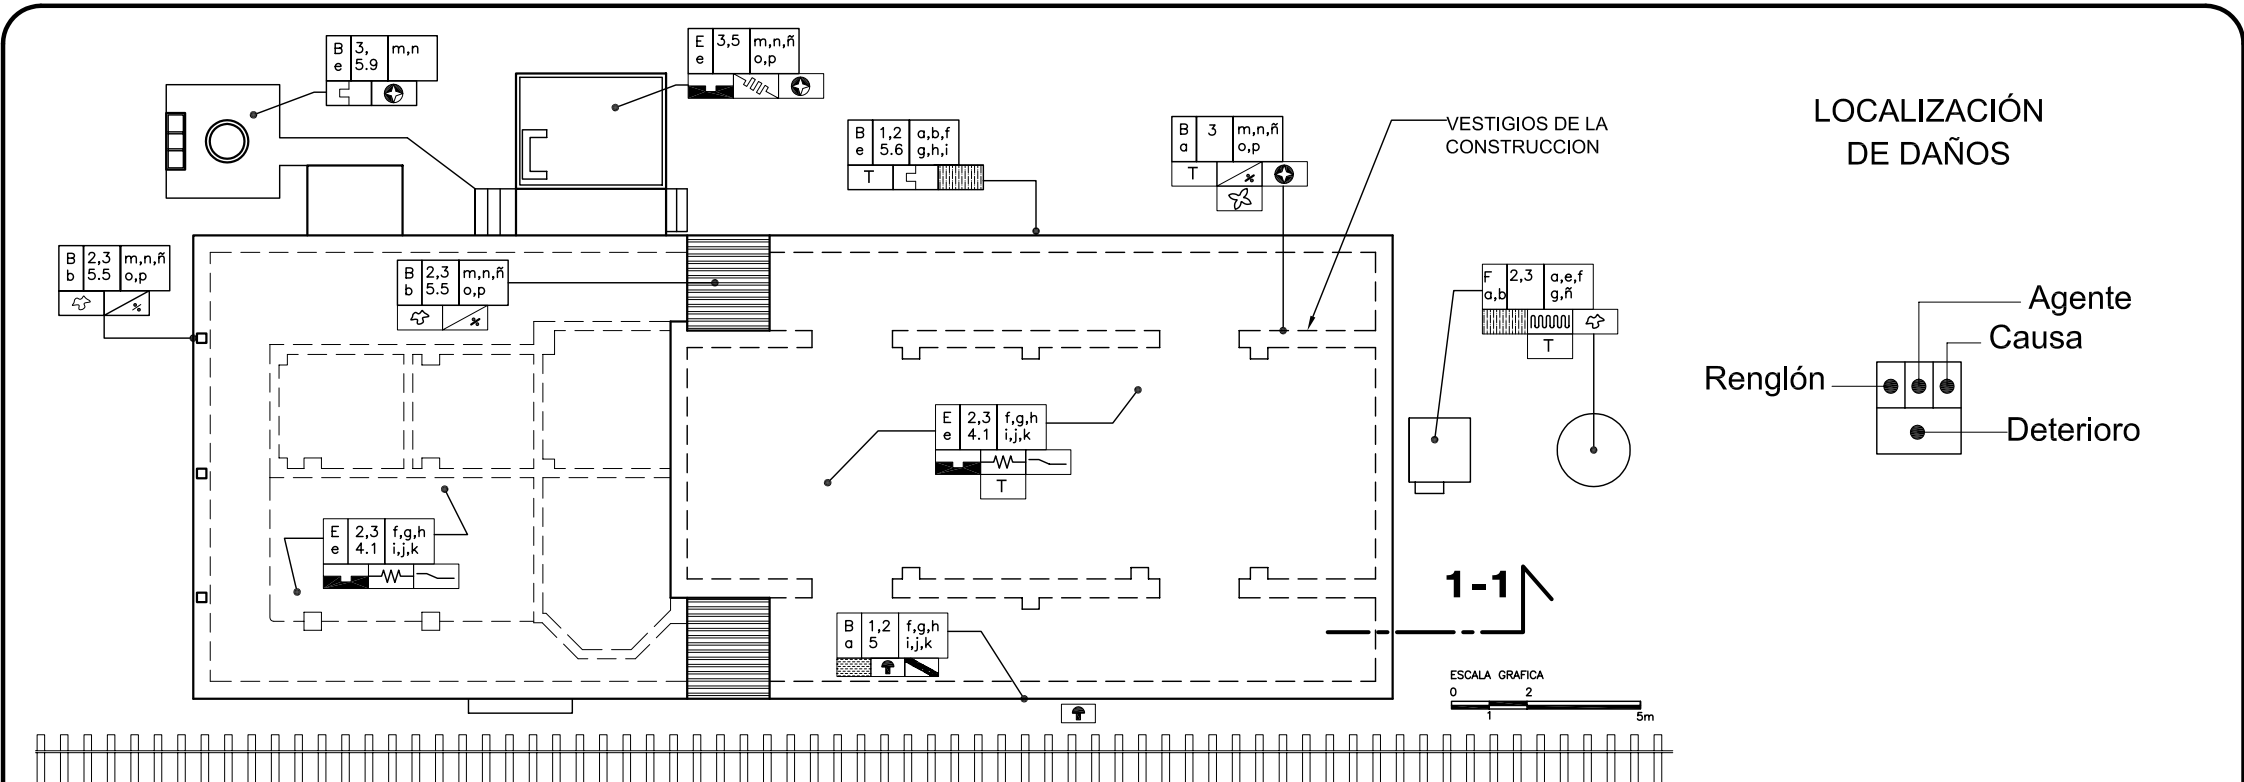 B 3, m,n
e 5.9
E 3,5 m,n,ñ
e o,p
B 1,2 a,b,f
e 5.6 g,h,i
T
B 3 m,n,ñ
a o,p
T
VESTIGIOS DE LA
CONSTRUCCION
LOCALIZACIÓN
DE DAÑOS
B 2,3 m,n,ñ
b 5.5 o,p
B 2,3 m,n,ñ
b 5.5 o,p
F 2,3 a,e,f
a,b g,ñ
T
Agente
Causa
Renglón
Deterioro
E 2,3 f,g,h
e 4.1 i,j,k
T
E 2,3 f,g,h
e 4.1 i,j,k
1-1
B 1,2 f,g,h
a 5 i,j,k
ESCALA GRAFICA
0 2
1 5m